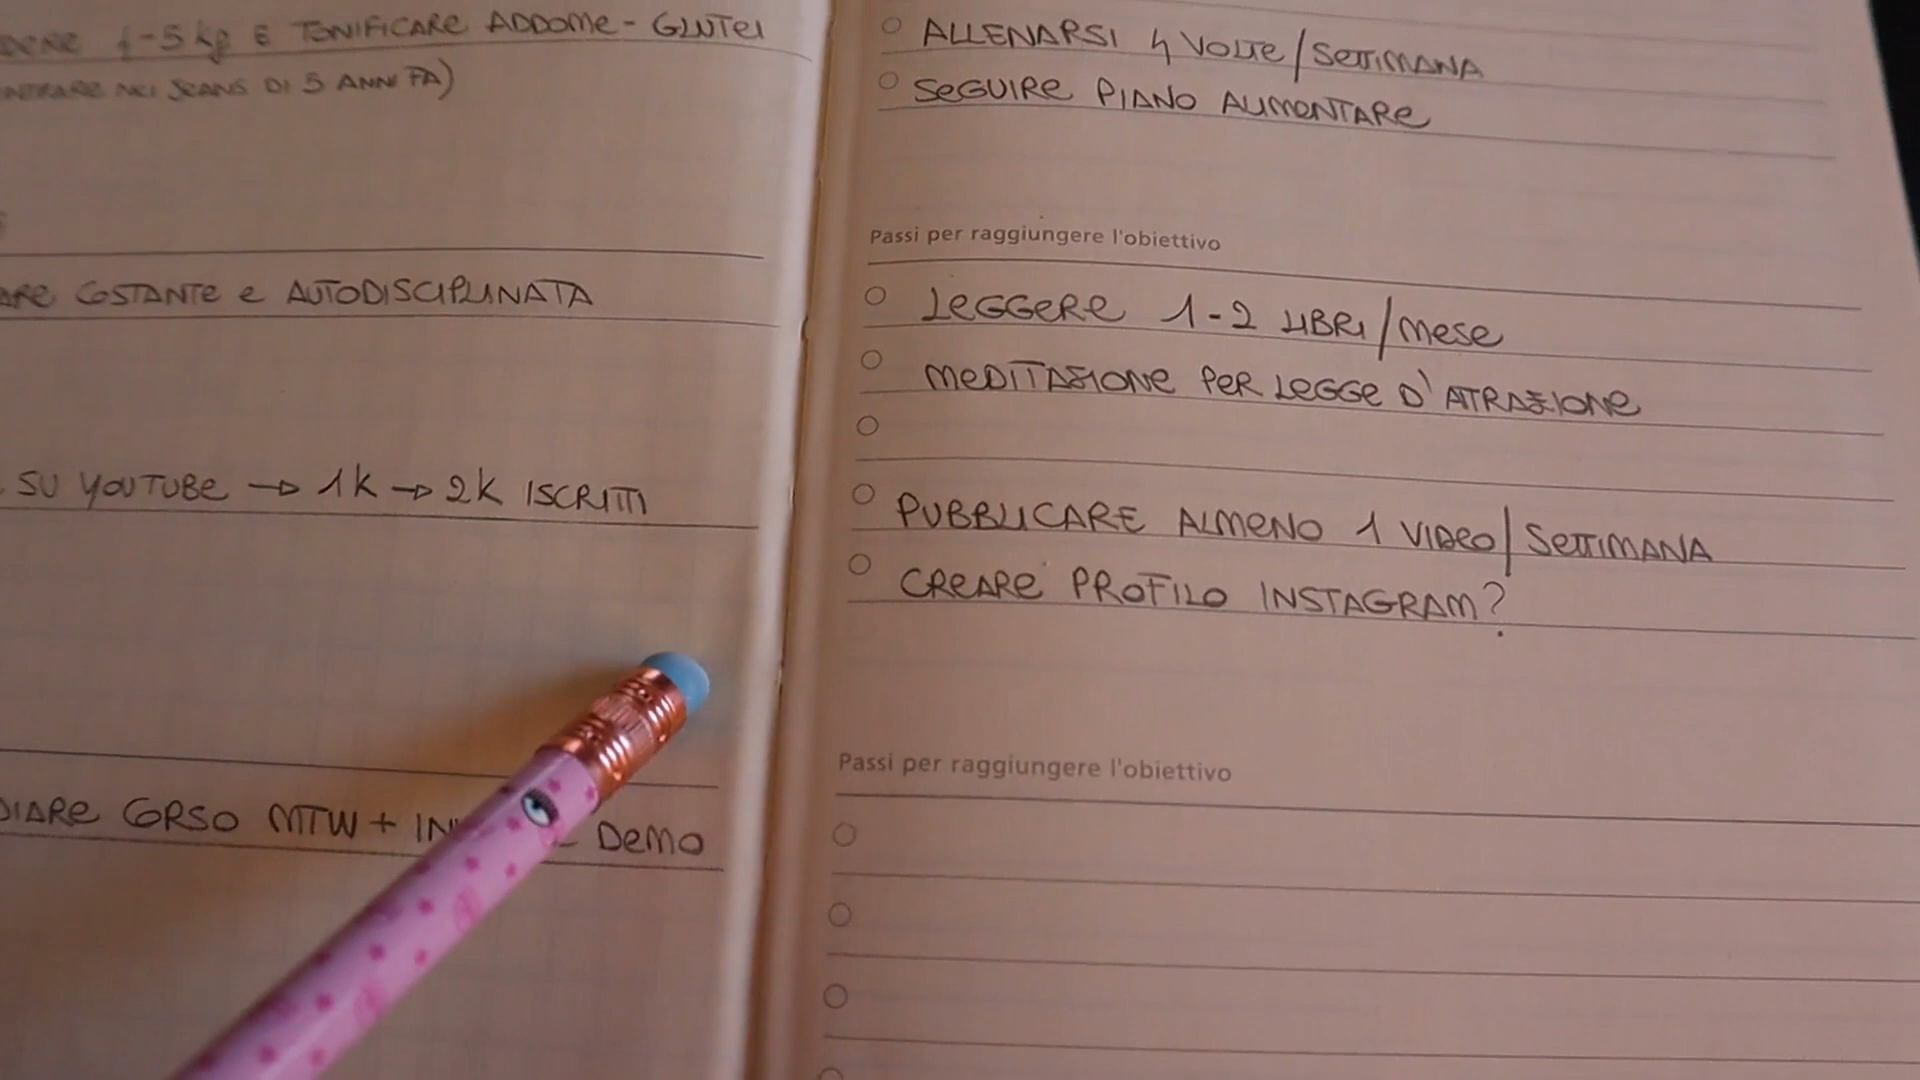 1-5 kg E TONIFICARE ADDOME - GLUTEI
JEANS DI 5 ANNI FA)
COSTANTE e AUTODISCIPLINATA
SU YOUTUBE → 1K → 2K ISCRITTI
CORSO MTW + DEMO
ALLENARSI 4 VOLTE/SETTIMANA
SEGUIRE PIANO ALIMENTARE
Passi per raggiungere l'obiettivo
LEGGERE 1-2 LIBRI/MESE
MEDITAZIONE PER LEGGE D'ATTRAZIONE
PUBBLICARE ALMENO 1 VIDEO/SETTIMANA
CREARE PROFILO INSTAGRAM?
Passi per raggiungere l'obiettivo